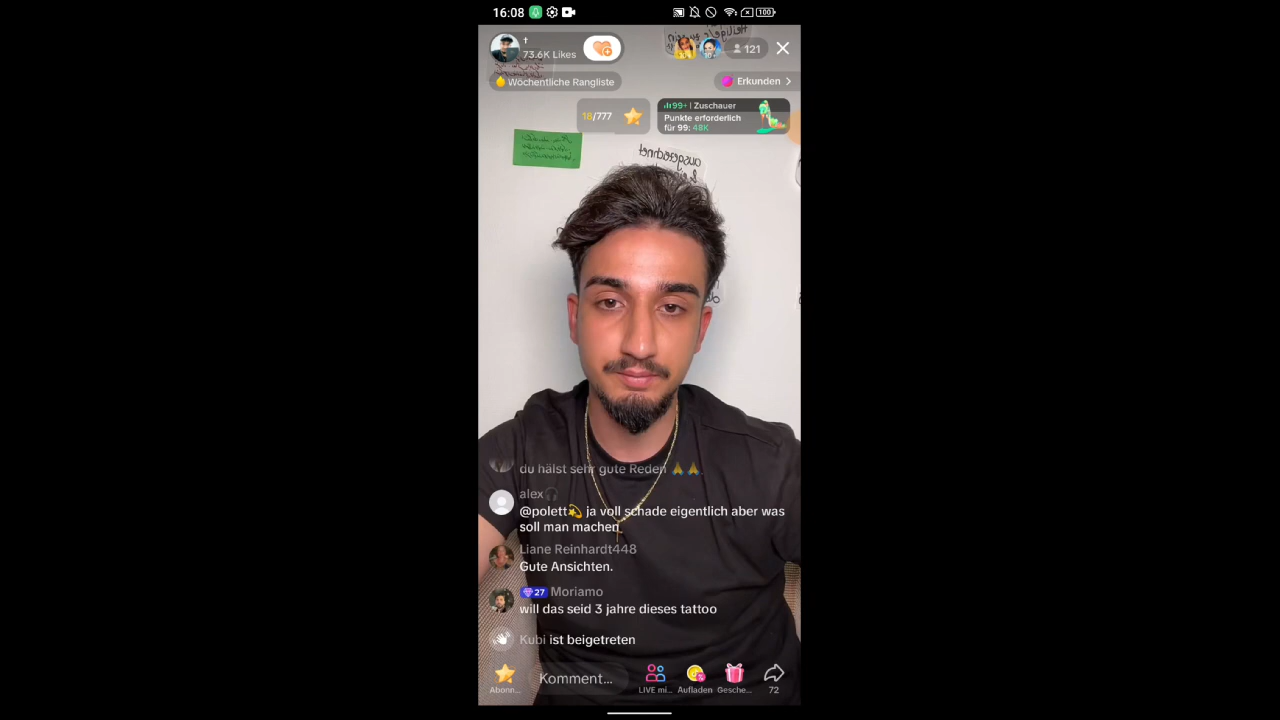 16:08
100
†
73.6K Likes
121
Wöchentliche Rangliste
Erkunden >
18/777
99+ | Zuschauer
Punkte erforderlich
für 99: 48K
ausgezeichnet
du hälst sehr gute Reden 🙏🙏
alex🎧
@polett💫 ja voll schade eigentlich aber was
soll man machen
Liane Reinhardt448
Gute Ansichten.
27 Moriamo
will das seid 3 jahre dieses tattoo
Kubi ist beigetreten
Komment...
Abonn...
LIVE mi...
Aufladen
Gesche...
72